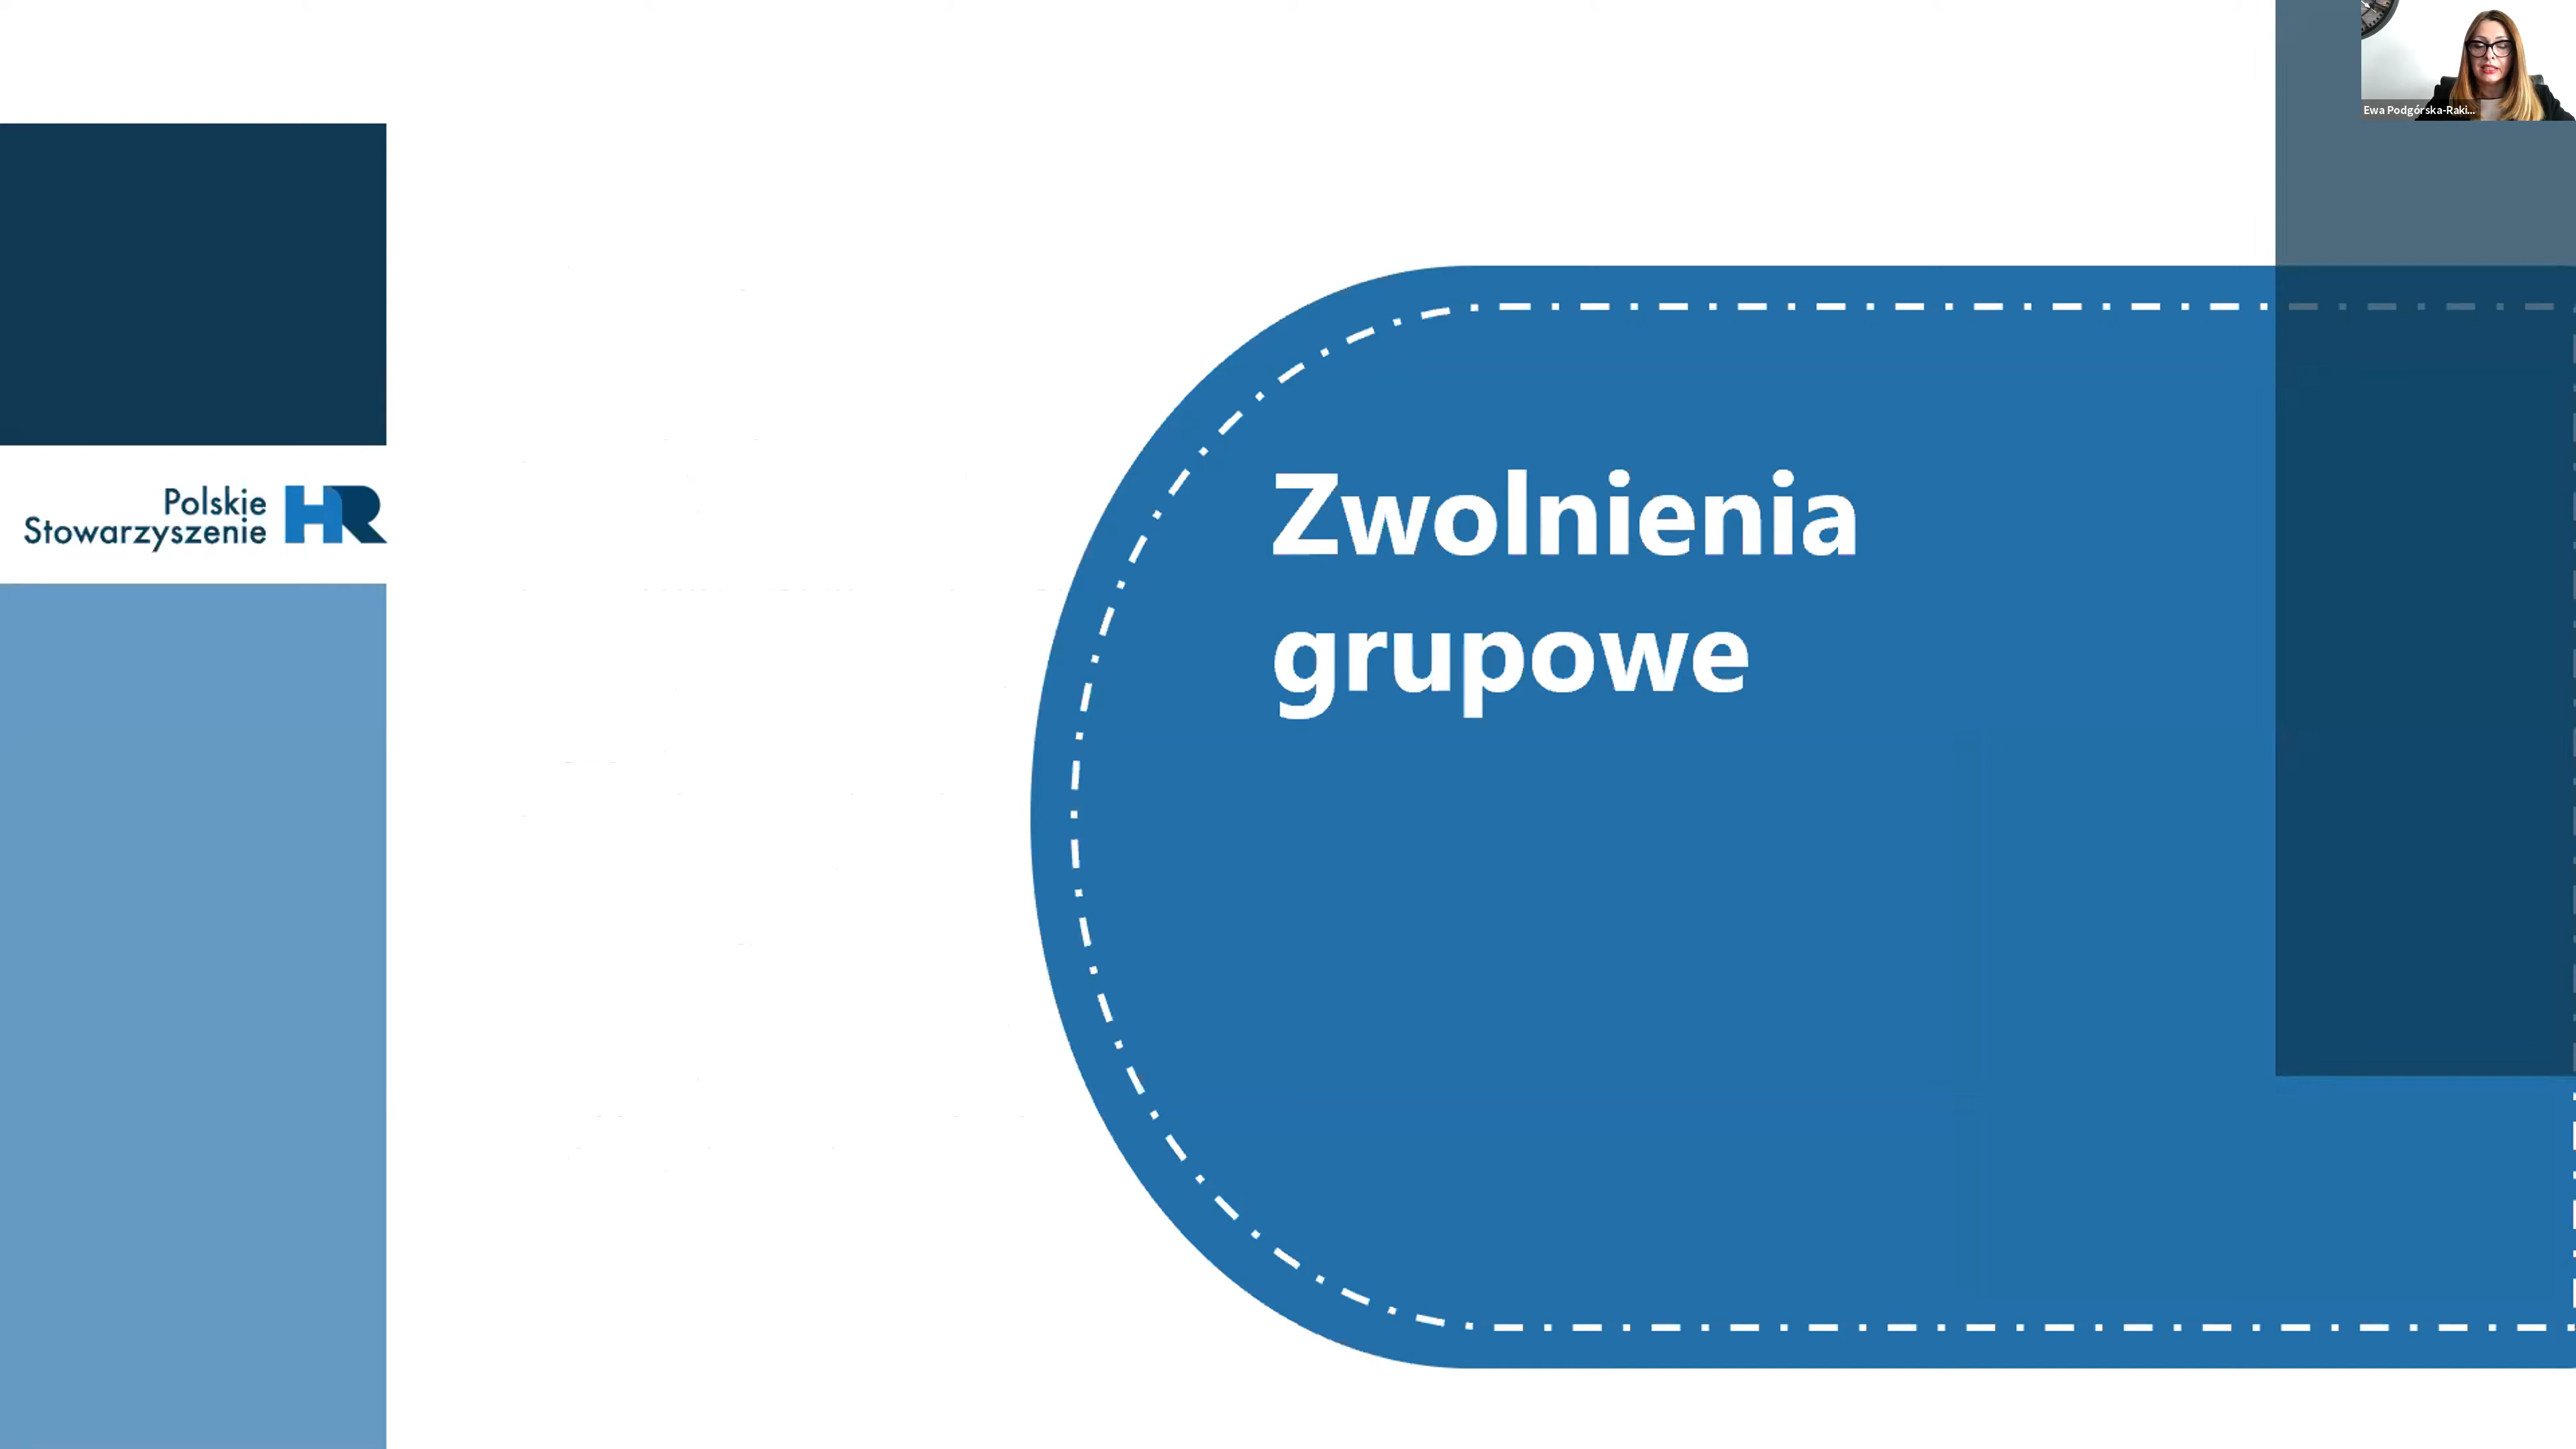 Ewa Podgórska-Raki...
Polskie
Stowarzyszenie HR
Zwolnienia
grupowe